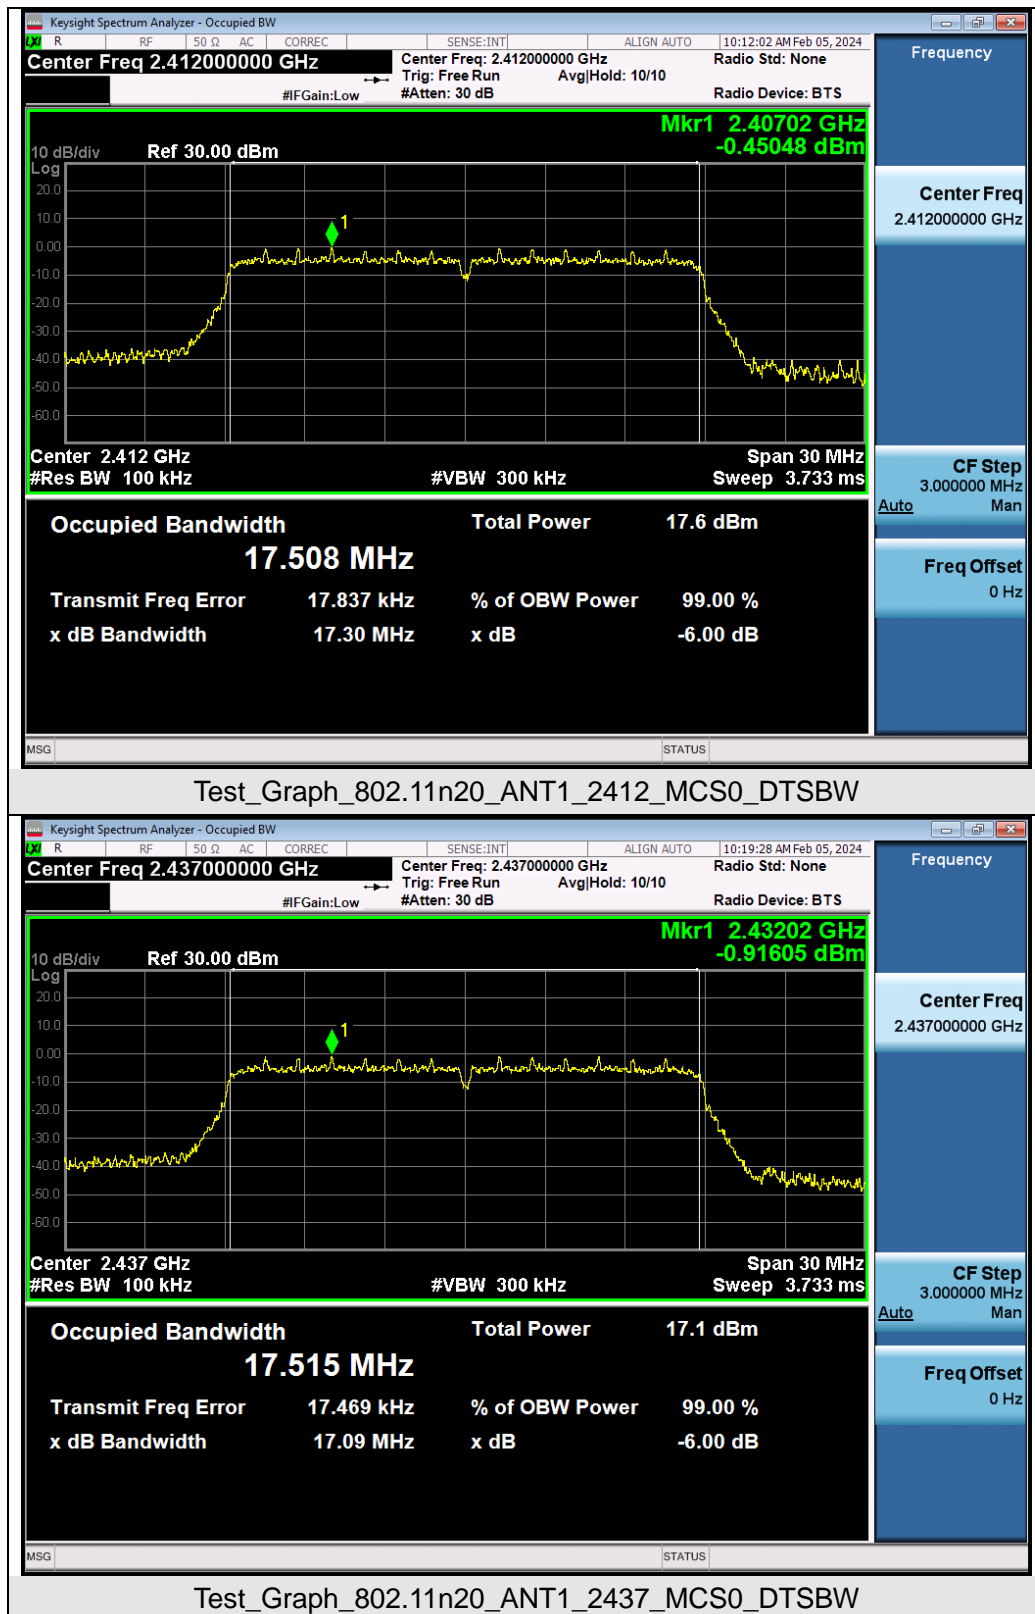 Keysight Spectrum Analyzer - Occupied BW
LXI R RF 50 Ω AC CORREC SENSE:INT ALIGN AUTO 10:12:02 AM Feb 05, 2024
Center Freq 2.412000000 GHz Center Freq: 2.412000000 GHz Radio Std: None Frequency
Trig: Free Run Avg|Hold: 10/10
#IFGain:Low #Atten: 30 dB Radio Device: BTS
Mkr1 2.40702 GHz
10 dB/div Ref 30.00 dBm -0.45048 dBm
Log
20.0
10.0
0.00
-10.0
-20.0
-30.0
-40.0
-50.0
-60.0
1
Center Freq
2.412000000 GHz
Center 2.412 GHz Span 30 MHz
#Res BW 100 kHz #VBW 300 kHz Sweep 3.733 ms
CF Step
3.000000 MHz
Auto Man
Freq Offset
0 Hz
Occupied Bandwidth Total Power 17.6 dBm
17.508 MHz
Transmit Freq Error 17.837 kHz % of OBW Power 99.00 %
x dB Bandwidth 17.30 MHz x dB -6.00 dB
MSG STATUS
Test_Graph_802.11n20_ANT1_2412_MCS0_DTSBW
Keysight Spectrum Analyzer - Occupied BW
LXI R RF 50 Ω AC CORREC SENSE:INT ALIGN AUTO 10:19:28 AM Feb 05, 2024
Center Freq 2.437000000 GHz Center Freq: 2.437000000 GHz Radio Std: None Frequency
Trig: Free Run Avg|Hold: 10/10
#IFGain:Low #Atten: 30 dB Radio Device: BTS
Mkr1 2.43202 GHz
10 dB/div Ref 30.00 dBm -0.91605 dBm
Log
20.0
10.0
0.00
-10.0
-20.0
-30.0
-40.0
-50.0
-60.0
1
Center Freq
2.437000000 GHz
Center 2.437 GHz Span 30 MHz
#Res BW 100 kHz #VBW 300 kHz Sweep 3.733 ms
CF Step
3.000000 MHz
Auto Man
Freq Offset
0 Hz
Occupied Bandwidth Total Power 17.1 dBm
17.515 MHz
Transmit Freq Error 17.469 kHz % of OBW Power 99.00 %
x dB Bandwidth 17.09 MHz x dB -6.00 dB
MSG STATUS
Test_Graph_802.11n20_ANT1_2437_MCS0_DTSBW